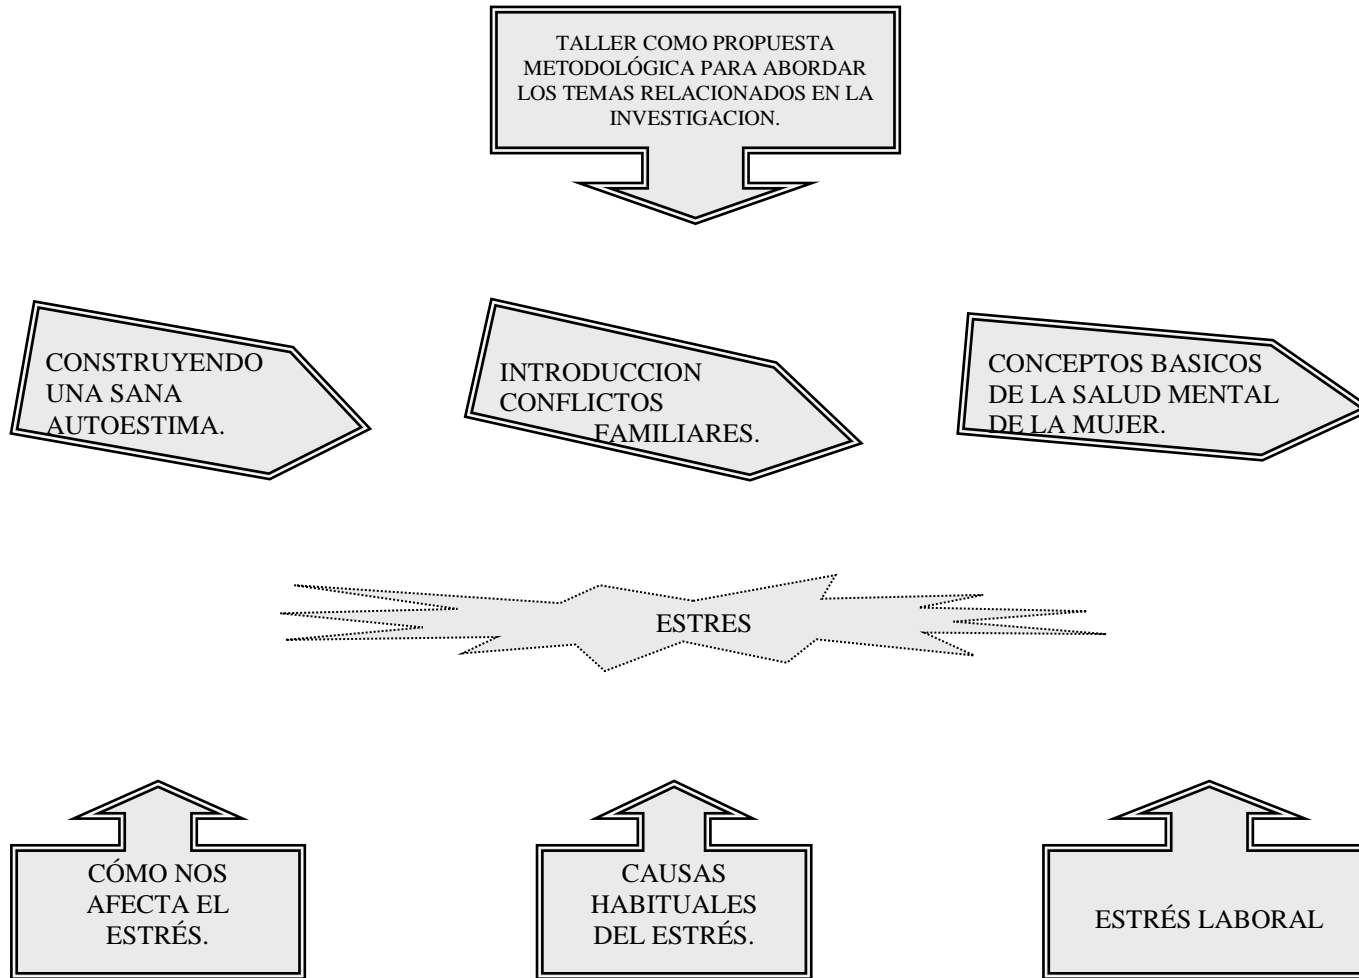 TALLER COMO PROPUESTA
METODOLÓGICA PARA ABORDAR
LOS TEMAS RELACIONADOS EN LA
INVESTIGACION.
CONSTRUYENDO
UNA SANA
AUTOESTIMA.
INTRODUCCION
CONFLICTOS
FAMILIARES.
CONCEPTOS BASICOS
DE LA SALUD MENTAL
DE LA MUJER.
ESTRES
CÓMO NOS
AFECTA EL
ESTRÉS.
CAUSAS
HABITUALES
DEL ESTRÉS.
ESTRÉS LABORAL